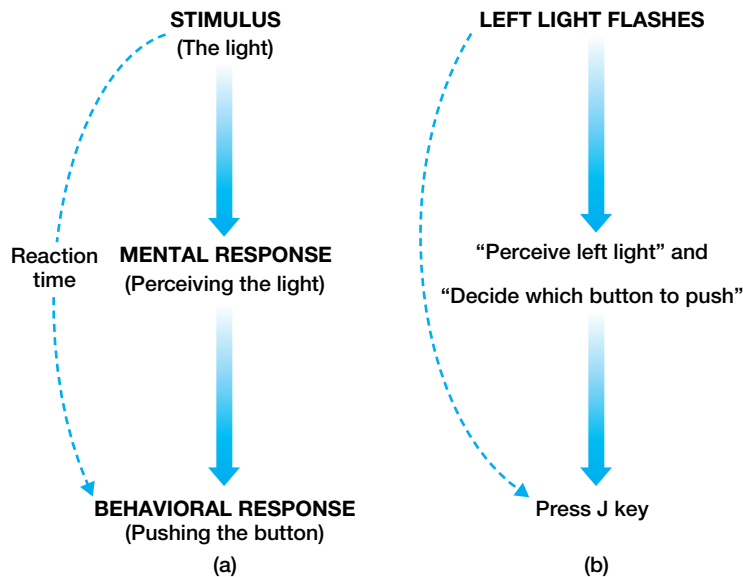 STIMULUS
(The light)
Reaction
time
MENTAL RESPONSE
(Perceiving the light)
BEHAVIORAL RESPONSE
(Pushing the button)
(a)
LEFT LIGHT FLASHES
“Perceive left light” and
“Decide which button to push”
Press J key
(b)